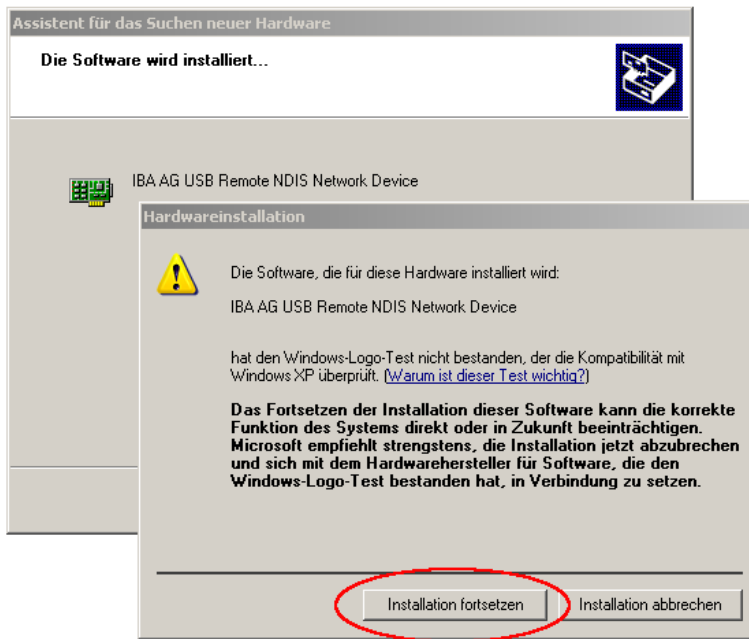 Assistent für das Suchen neuer Hardware
Die Software wird installiert...
IBA AG USB Remote NDIS Network Device
Hardwareinstallation
Die Software, die für diese Hardware installiert wird:
IBA AG USB Remote NDIS Network Device
hat den Windows-Logo-Test nicht bestanden, der die Kompatibilität mit
Windows XP überprüft. (Warum ist dieser Test wichtig?)
Das Fortsetzen der Installation dieser Software kann die korrekte
Funktion des Systems direkt oder in Zukunft beeinträchtigen.
Microsoft empfiehlt strengstens, die Installation jetzt abzubrechen
und sich mit dem Hardwarehersteller für Software, die den
Windows-Logo-Test bestanden hat, in Verbindung zu setzen.
Installation fortsetzen
Installation abbrechen